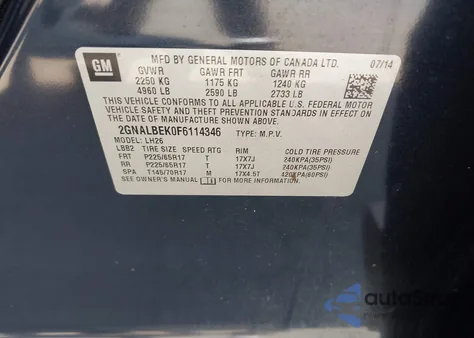 GM
MFD BY GENERAL MOTORS OF CANADA LTD. 07/14
GVWR GAWR FRT GAWR RR
2250 KG 1175 KG 1240 KG
4960 LB 2590 LB 2733 LB
THIS VEHICLE CONFORMS TO ALL APPLICABLE U.S. FEDERAL MOTOR
VEHICLE SAFETY, BUMPER, AND THEFT PREVENTION STANDARDS IN EFFECT ON
THE DATE OF MANUFACTURE SHOWN ABOVE.
2GNALBEK0F6114346 TYPE: M.P.V.
MODEL: LH26
LBB2 TIRE SIZE SPEED RTG RIM COLD TIRE PRESSURE
FRT P225/65R17 T 17X7J 240KPA(35PSI)
RR P225/65R17 T 17X7J 240KPA(35PSI)
SPA T145/70R17 M 17X4.5T 420KPA(60PSI)
SEE OWNER'S MANUAL FOR MORE INFORMATION.